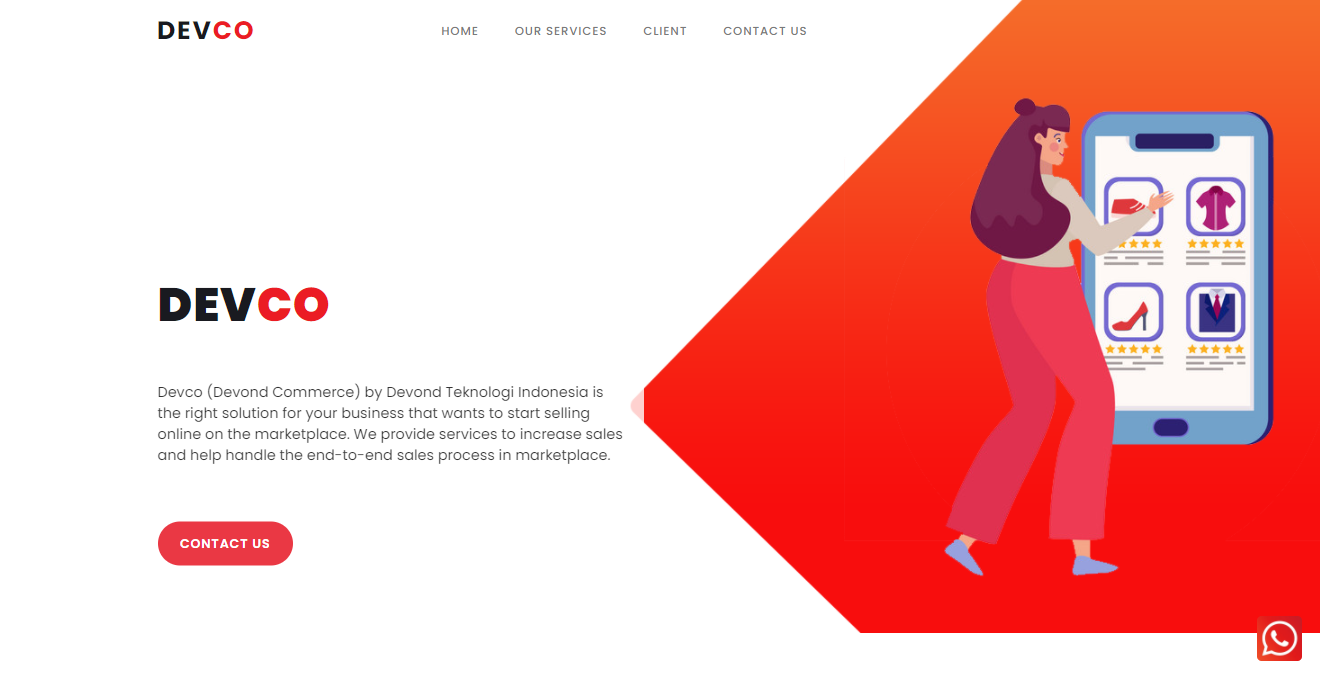 DEVCO
HOME
OUR SERVICES
CLIENT
CONTACT US
DEVCO
Devco (Devond Commerce) by Devond Teknologi Indonesia is
the right solution for your business that wants to start selling
online on the marketplace. We provide services to increase sales
and help handle the end-to-end sales process in marketplace.
CONTACT US